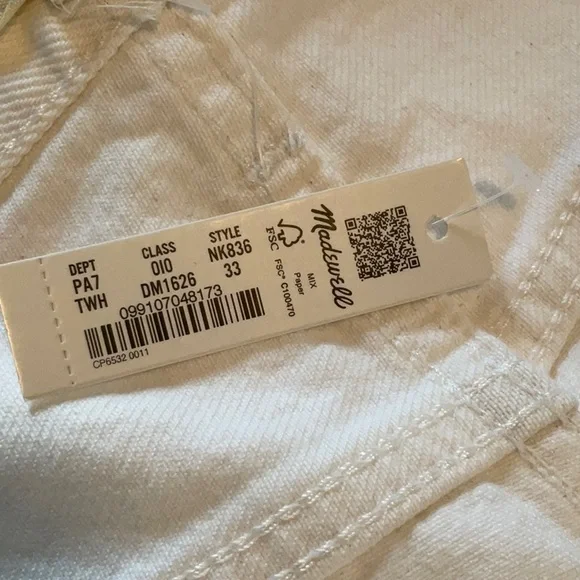 DEPT CLASS STYLE
PA7 010 NK836
TWH DM1626 33
099107048173
CP6532 0011
FSC
MIX
Paper
FSC® C100470
Madewell